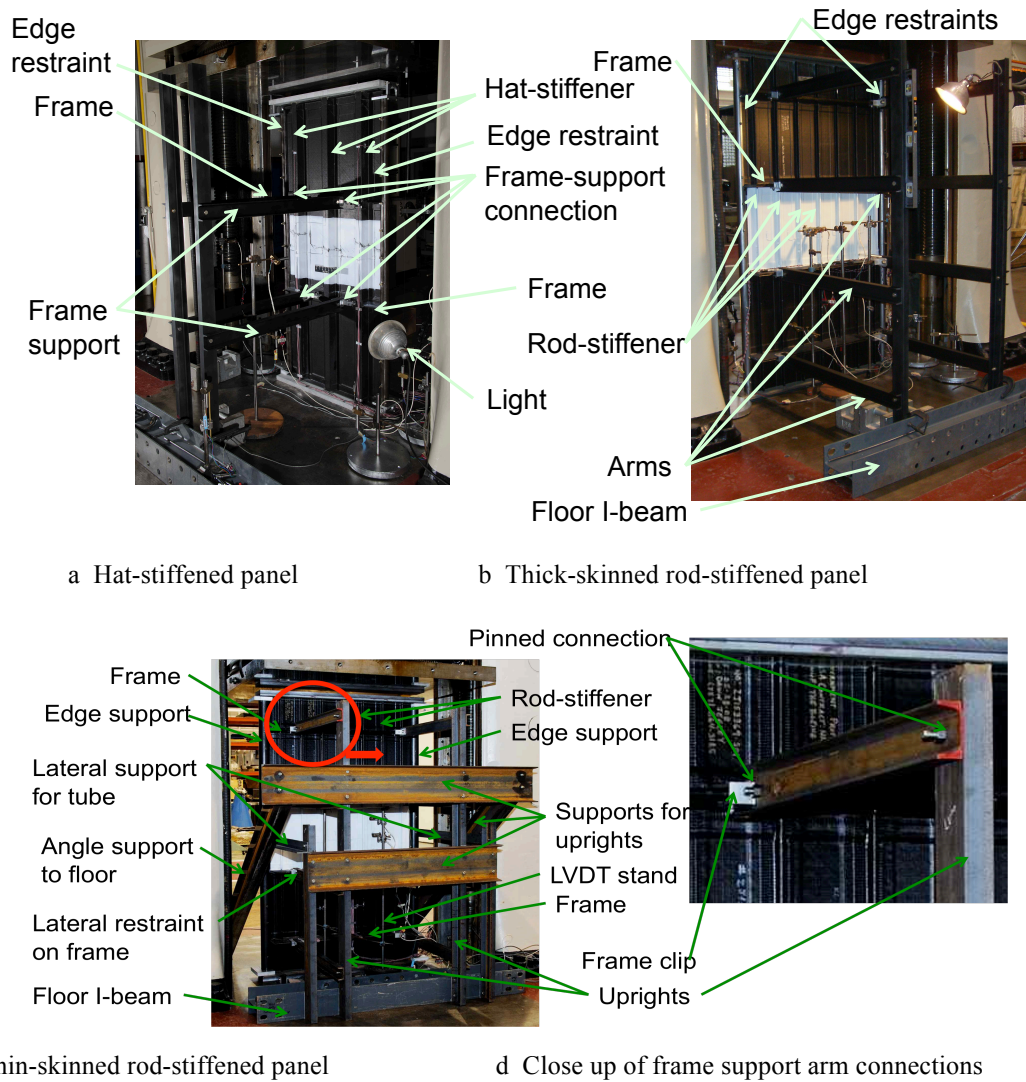 Edge
restraint
Frame
Frame
support
Hat-stiffener
Edge restraint
Frame-support
connection
Frame
Light
Edge restraints
Frame
Rod-stiffener
Arms
Floor I-beam
a Hat-stiffened panel
b Thick-skinned rod-stiffened panel
Frame
Edge support
Lateral support
for tube
Angle support
to floor
Lateral restraint
on frame
Floor I-beam
Rod-stiffener
Edge support
Supports for
uprights
LVDT stand
Frame
Pinned connection
Frame clip
Uprights
hin-skinned rod-stiffened panel
d Close up of frame support arm connections